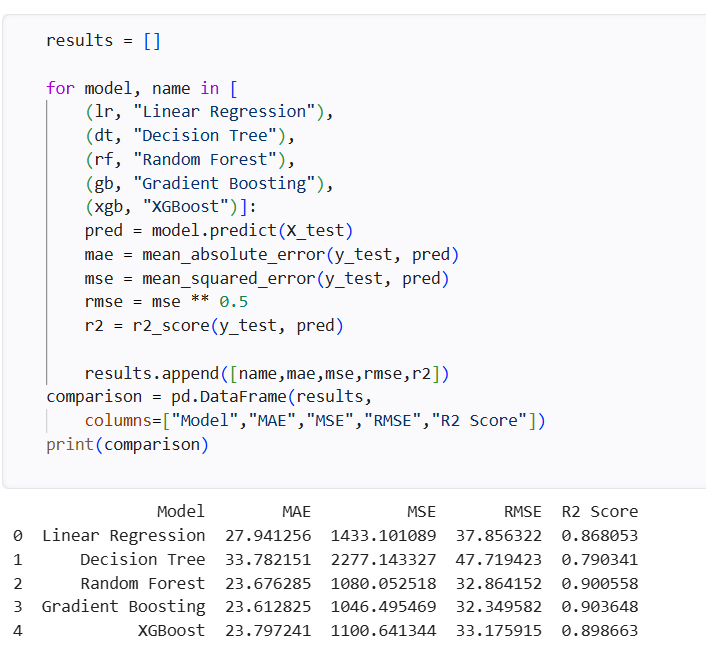 results = []
for model, name in [
(lr, "Linear Regression"),
(dt, "Decision Tree"),
(rf, "Random Forest"),
(gb, "Gradient Boosting"),
(xgb, "XGBoost")]:
pred = model.predict(X_test)
mae = mean_absolute_error(y_test, pred)
mse = mean_squared_error(y_test, pred)
rmse = mse ** 0.5
r2 = r2_score(y_test, pred)
results.append([name,mae,mse,rmse,r2])
comparison = pd.DataFrame(results,
columns=["Model","MAE","MSE","RMSE","R2 Score"])
print(comparison)
Model MAE MSE RMSE R2 Score
0 Linear Regression 27.941256 1433.101089 37.856322 0.868053
1 Decision Tree 33.782151 2277.143327 47.719423 0.790341
2 Random Forest 23.676285 1080.052518 32.864152 0.900558
3 Gradient Boosting 23.612825 1046.495469 32.349582 0.903648
4 XGBoost 23.797241 1100.641344 33.175915 0.898663